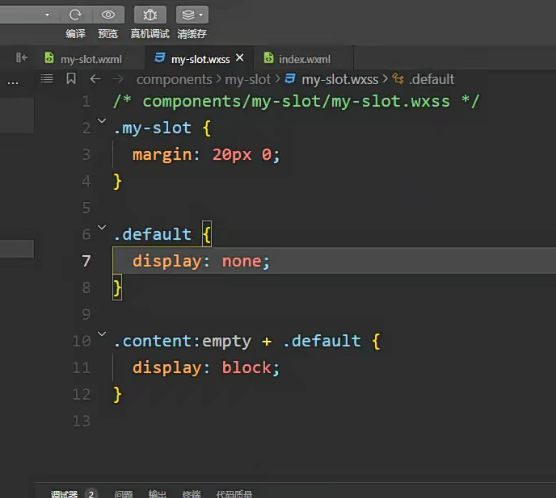 编译 预览 真机调试 清缓存
my-slot.wxml my-slot.wxss index.wxml
... components my-slot my-slot.wxss .default
1 /* components/my-slot/my-slot.wxss */
2 .my-slot {
3 margin: 20px 0;
4 }
5
6 .default {
7 display: none;
8 }
9
10 .content:empty + .default {
11 display: block;
12 }
13
调试器 2 问题 输出 终端 代码质量